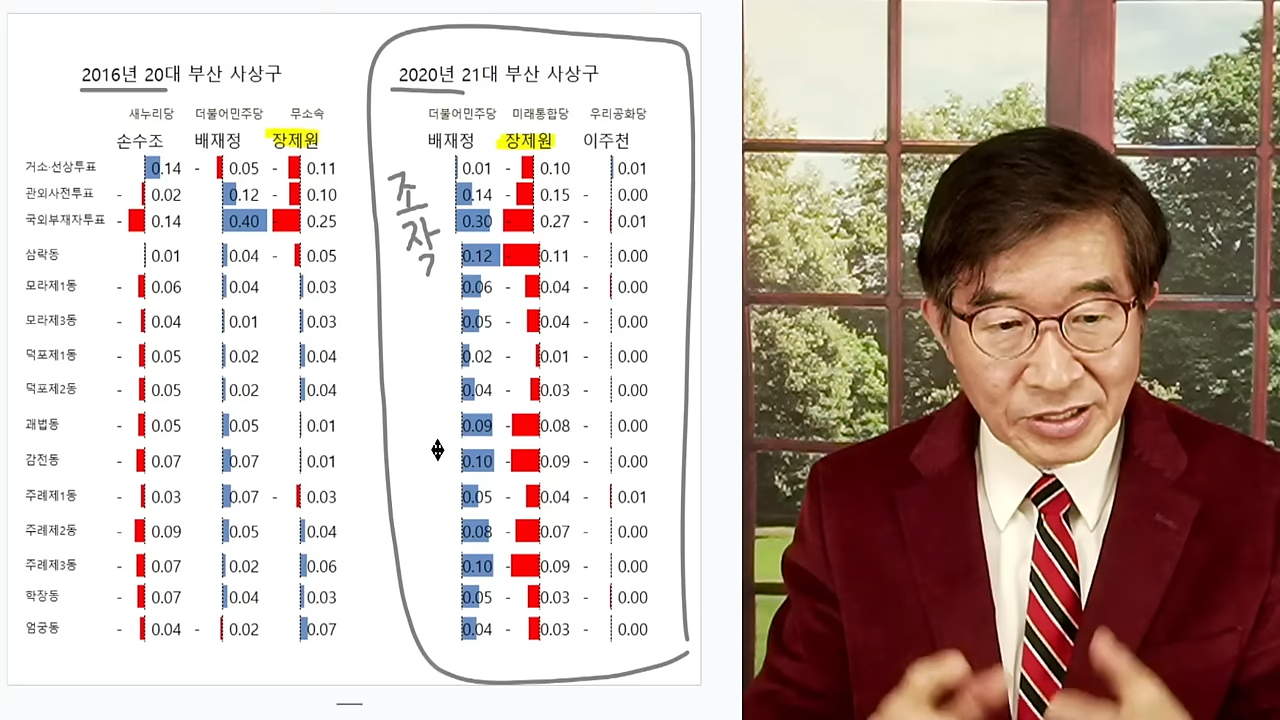 2016년 20대 부산 사상구
새누리당 더불어민주당 무소속
손수조 배재정 장제원
거소·선상투표 0.14 - 0.05 - 0.11
관외사전투표 - 0.02 0.12 - 0.10
국외부재자투표 - 0.14 0.40 - 0.25
삼락동 0.01 0.04 - 0.05
모라제1동 - 0.06 0.04 0.03
모라제3동 - 0.04 0.01 0.03
덕포제1동 - 0.05 0.02 0.04
덕포제2동 - 0.05 0.02 0.04
괘법동 - 0.05 0.05 0.01
감전동 - 0.07 0.07 0.01
주례제1동 - 0.03 0.07 - 0.03
주례제2동 - 0.09 0.05 0.04
주례제3동 - 0.07 0.02 0.06
학장동 - 0.07 0.04 0.03
엄궁동 - 0.04 - 0.02 0.07
2020년 21대 부산 사상구
더불어민주당 미래통합당 우리공화당
배재정 장제원 이주천
0.01 - 0.10 0.01
0.14 - 0.15 - 0.00
0.30 - 0.27 - 0.01
0.12 - 0.11 - 0.00
0.06 - 0.04 - 0.00
0.05 - 0.04 - 0.00
0.02 - 0.01 - 0.00
0.04 - 0.03 - 0.00
0.09 - 0.08 - 0.00
0.10 - 0.09 - 0.00
0.05 - 0.04 - 0.01
0.08 - 0.07 - 0.00
0.10 - 0.09 - 0.00
0.05 - 0.03 - 0.00
0.04 - 0.03 - 0.00
조
작